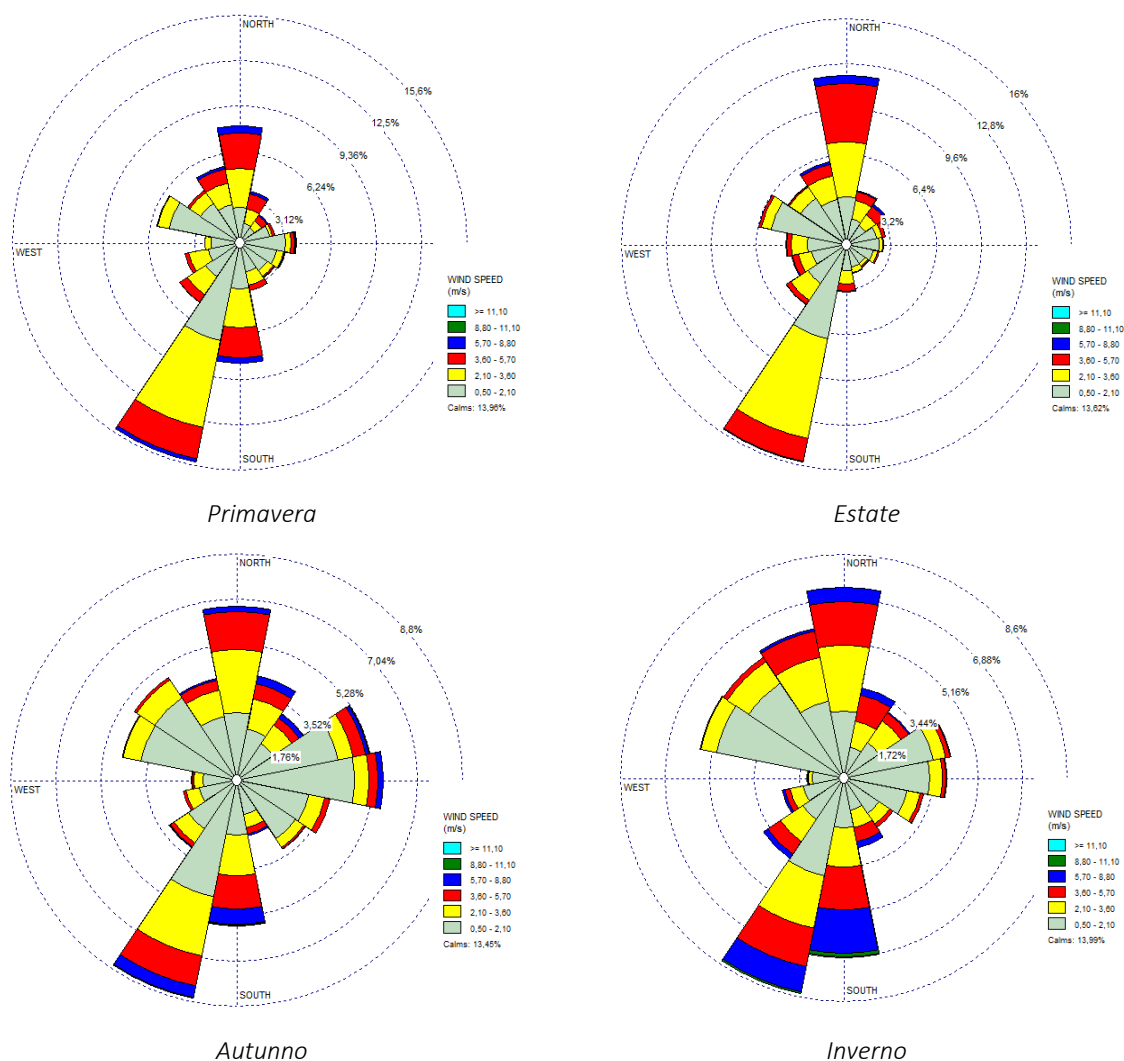 NORTH
15,6%
12,5%
9,36%
6,24%
3,12%
WEST
SOUTH
WIND SPEED
(m/s)
>= 11,10
8,80 - 11,10
5,70 - 8,80
3,60 - 5,70
2,10 - 3,60
0,50 - 2,10
Calms: 13,96%
Primavera
NORTH
16%
12,8%
9,6%
6,4%
3,2%
WEST
SOUTH
WIND SPEED
(m/s)
>= 11,10
8,80 - 11,10
5,70 - 8,80
3,60 - 5,70
2,10 - 3,60
0,50 - 2,10
Calms: 13,62%
Estate
NORTH
8,8%
7,04%
5,28%
3,52%
1,76%
WEST
SOUTH
WIND SPEED
(m/s)
>= 11,10
8,80 - 11,10
5,70 - 8,80
3,60 - 5,70
2,10 - 3,60
0,50 - 2,10
Calms: 13,45%
Autunno
NORTH
8,6%
6,88%
5,16%
3,44%
1,72%
WEST
SOUTH
WIND SPEED
(m/s)
>= 11,10
8,80 - 11,10
5,70 - 8,80
3,60 - 5,70
2,10 - 3,60
0,50 - 2,10
Calms: 13,99%
Inverno